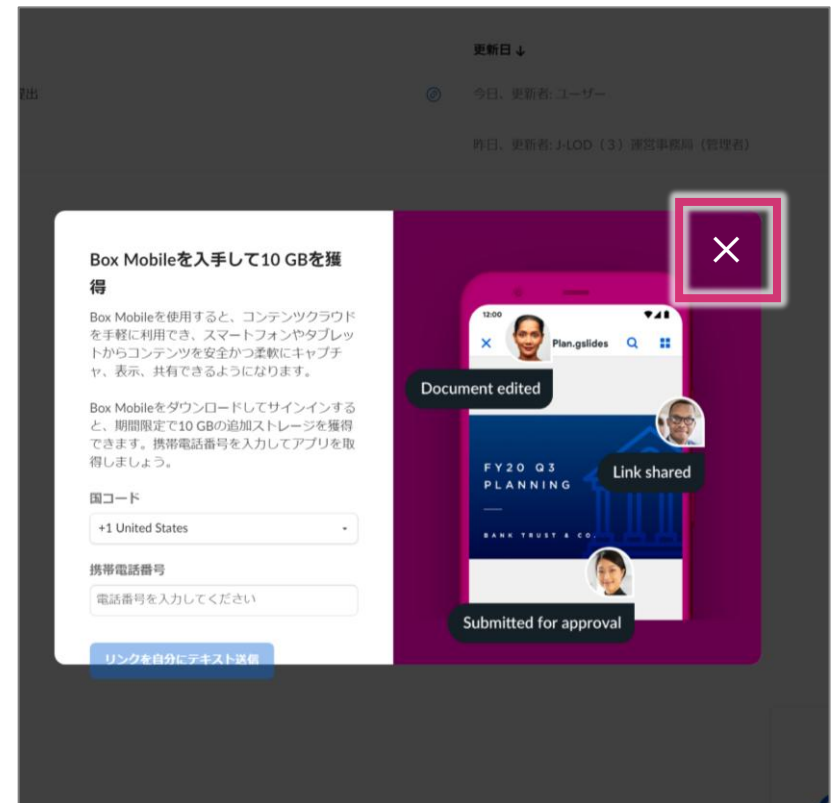 更新日↓
今日、更新者: ユーザー
昨日、更新者: J-LOD（3）運営事務局（管理者）
Box Mobileを入手して10 GBを獲
得
Box Mobileを使用すると、コンテンツクラウド
を手軽に利用でき、スマートフォンやタブレッ
トからコンテンツを安全かつ柔軟にキャプチ
ャ、表示、共有できるようになります。
Box Mobileをダウンロードしてサインインする
と、期間限定で10 GBの追加ストレージを獲得
できます。携帯電話番号を入力してアプリを取
得しましょう。
国コード
+1 United States
携帯電話番号
電話番号を入力してください
リンクを自分にテキスト送信
12:00
Plan.gslides
Document edited
FY20 Q3
PLANNING
Link shared
BANK TRUST & CO.
Submitted for approval